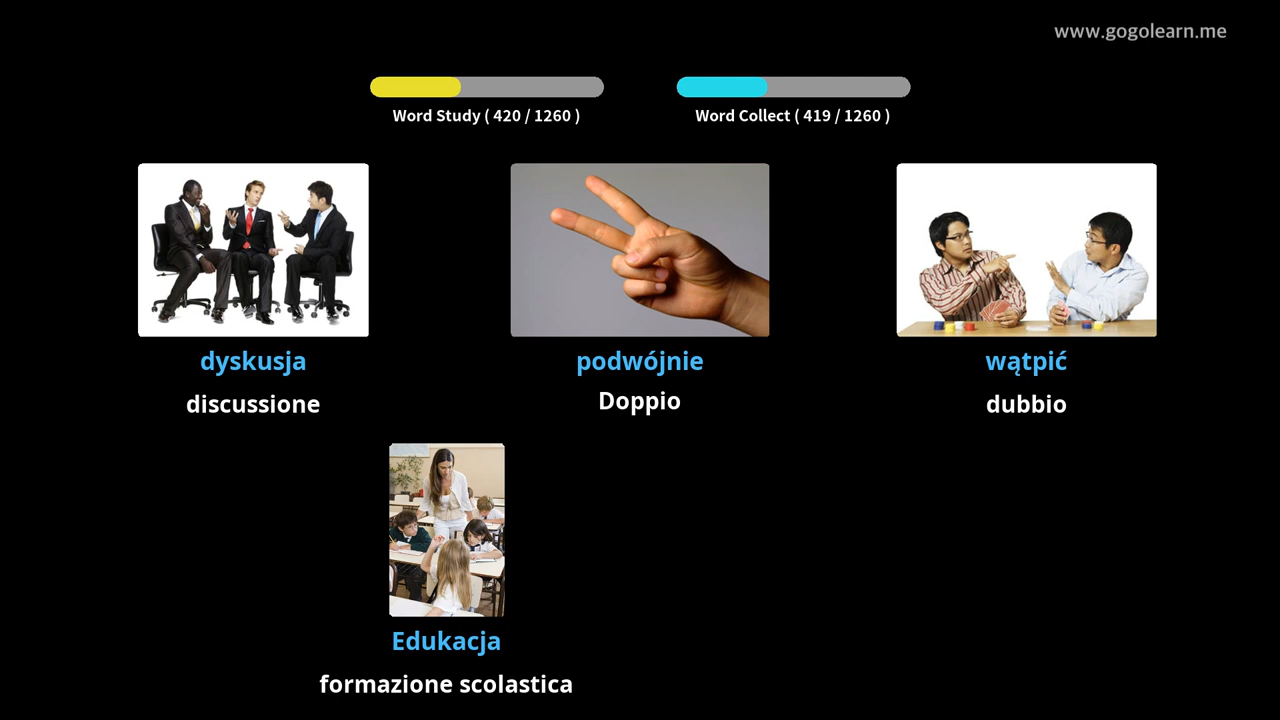 www.gogolearn.me
Word Study ( 420 / 1260 )
Word Collect ( 419 / 1260 )
dyskusja
discussione
podwójnie
Doppio
wątpić
dubbio
Edukacja
formazione scolastica